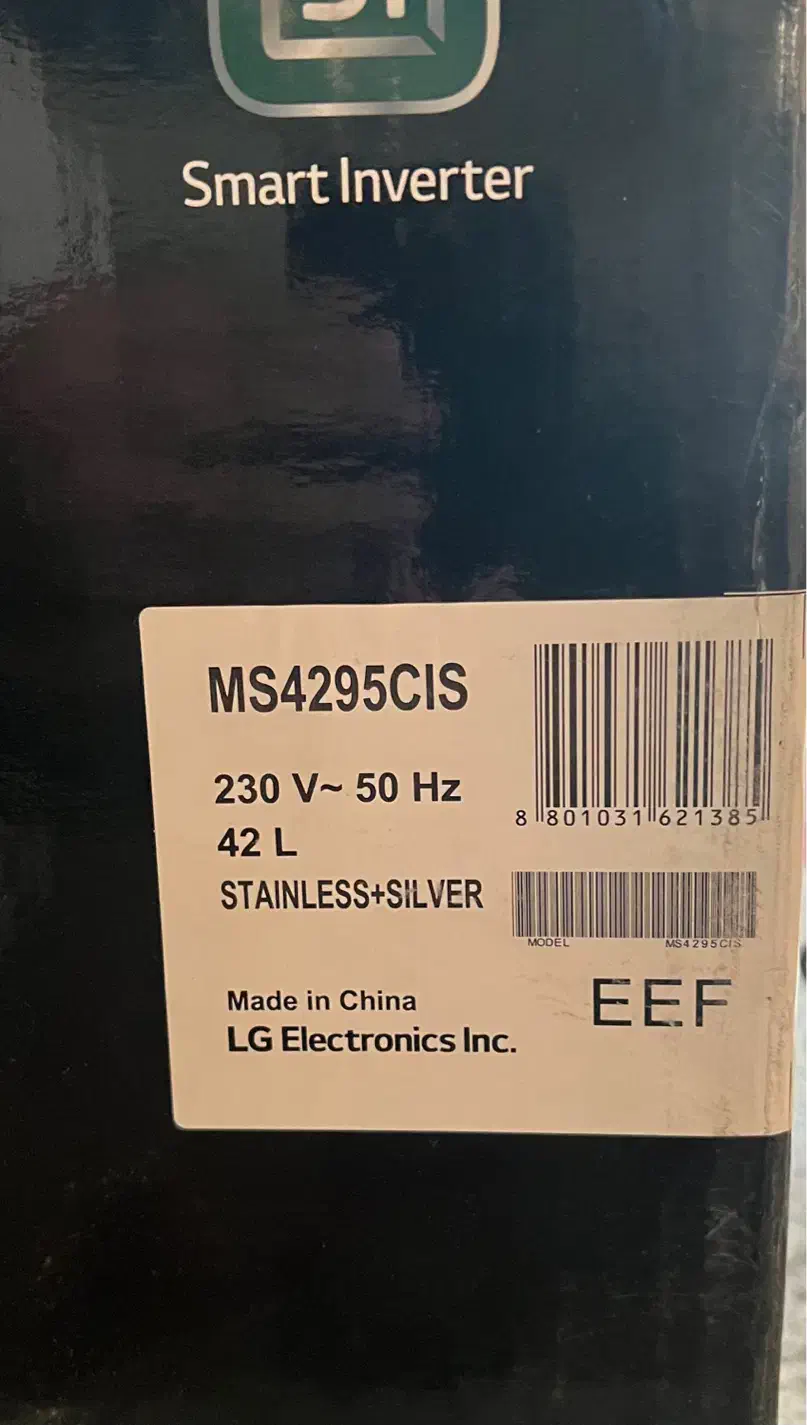 Smart Inverter
MS4295CIS
230 V~ 50 Hz
42 L
STAINLESS+SILVER
8 801031 621385
MODEL MS4295CIS
EEF
Made in China
LG Electronics Inc.